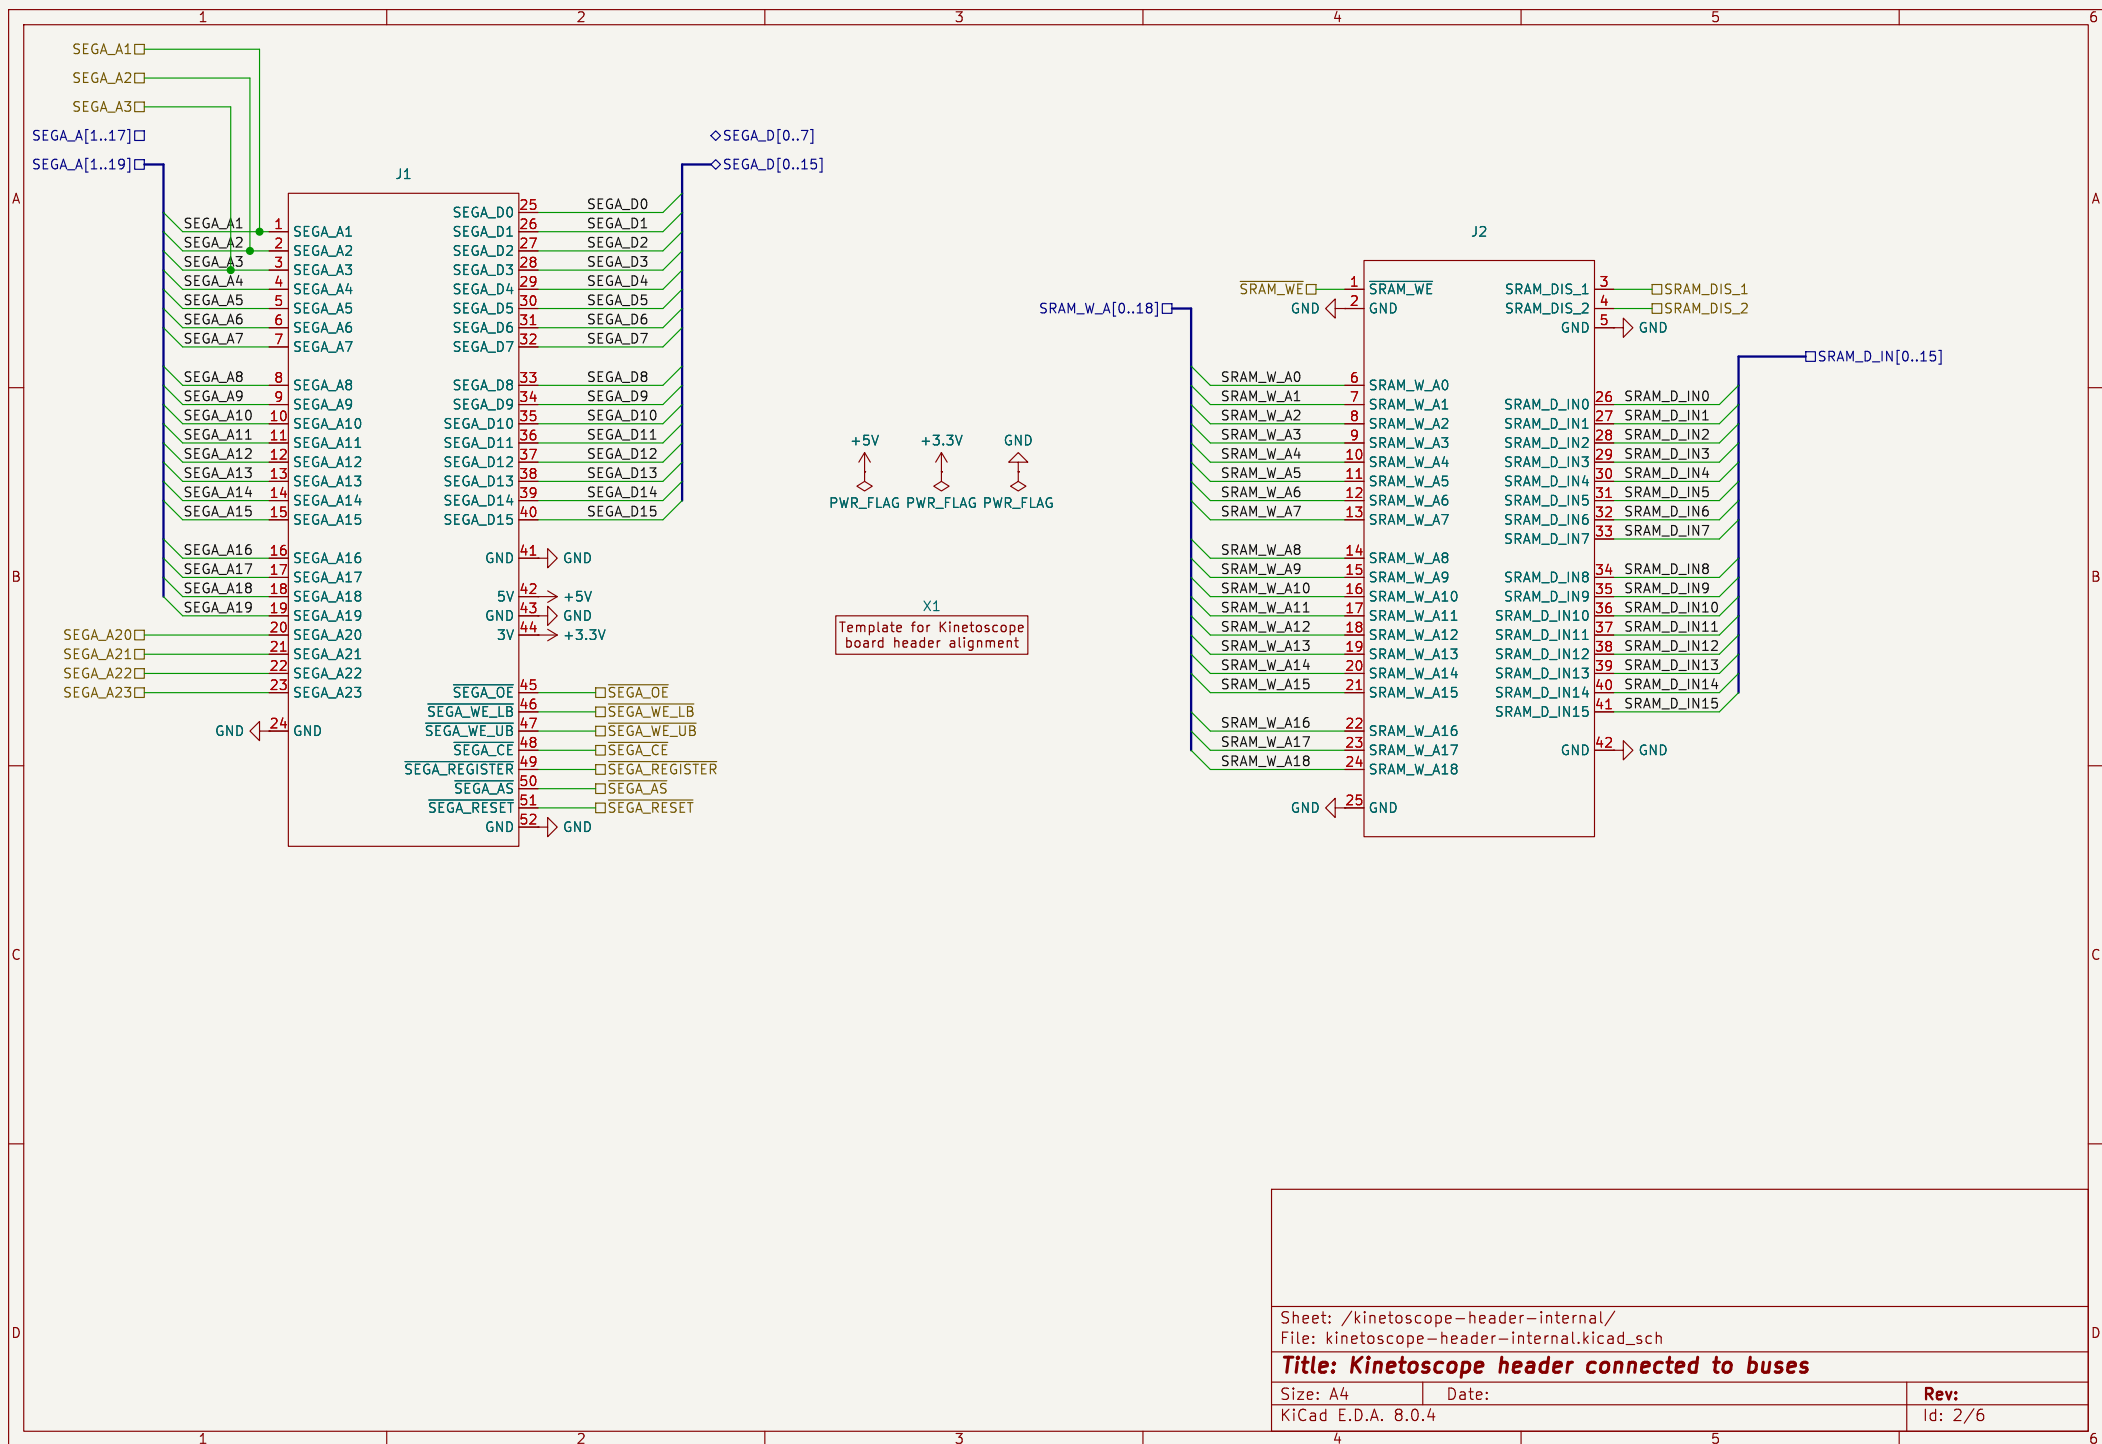 1 2 3 4 5 6
A
B
C
D
SEGA_A1
SEGA_A2
SEGA_A3
SEGA_A[1..17]
SEGA_A[1..19]
J1
SEGA_A1 1 SEGA_A1
SEGA_A2 2 SEGA_A2
SEGA_A3 3 SEGA_A3
SEGA_A4 4 SEGA_A4
SEGA_A5 5 SEGA_A5
SEGA_A6 6 SEGA_A6
SEGA_A7 7 SEGA_A7
SEGA_A8 8 SEGA_A8
SEGA_A9 9 SEGA_A9
SEGA_A10 10 SEGA_A10
SEGA_A11 11 SEGA_A11
SEGA_A12 12 SEGA_A12
SEGA_A13 13 SEGA_A13
SEGA_A14 14 SEGA_A14
SEGA_A15 15 SEGA_A15
SEGA_A16 16 SEGA_A16
SEGA_A17 17 SEGA_A17
SEGA_A18 18 SEGA_A18
SEGA_A19 19 SEGA_A19
SEGA_A20 20 SEGA_A20
SEGA_A21 21 SEGA_A21
SEGA_A22 22 SEGA_A22
SEGA_A23 23 SEGA_A23
GND 24 GND
SEGA_D[0..7]
SEGA_D[0..15]
SEGA_D0 25 SEGA_D0
SEGA_D1 26 SEGA_D1
SEGA_D2 27 SEGA_D2
SEGA_D3 28 SEGA_D3
SEGA_D4 29 SEGA_D4
SEGA_D5 30 SEGA_D5
SEGA_D6 31 SEGA_D6
SEGA_D7 32 SEGA_D7
SEGA_D8 33 SEGA_D8
SEGA_D9 34 SEGA_D9
SEGA_D10 35 SEGA_D10
SEGA_D11 36 SEGA_D11
SEGA_D12 37 SEGA_D12
SEGA_D13 38 SEGA_D13
SEGA_D14 39 SEGA_D14
SEGA_D15 40 SEGA_D15
GND 41 GND
5V 42 +5V
GND 43 GND
3V 44 +3.3V
SEGA_OE 45 SEGA_OE
SEGA_WE_LB 46 SEGA_WE_LB
SEGA_WE_UB 47 SEGA_WE_UB
SEGA_CE 48 SEGA_CE
SEGA_REGISTER 49 SEGA_REGISTER
SEGA_AS 50 SEGA_AS
SEGA_RESET 51 SEGA_RESET
GND 52 GND
+5V +3.3V GND
PWR_FLAG PWR_FLAG PWR_FLAG
X1
Template for Kinetoscope
board header alignment
J2
SRAM_WE 1 SRAM_WE
GND 2 GND
SRAM_W_A[0..18]
SRAM_W_A0 6 SRAM_W_A0
SRAM_W_A1 7 SRAM_W_A1
SRAM_W_A2 8 SRAM_W_A2
SRAM_W_A3 9 SRAM_W_A3
SRAM_W_A4 10 SRAM_W_A4
SRAM_W_A5 11 SRAM_W_A5
SRAM_W_A6 12 SRAM_W_A6
SRAM_W_A7 13 SRAM_W_A7
SRAM_W_A8 14 SRAM_W_A8
SRAM_W_A9 15 SRAM_W_A9
SRAM_W_A10 16 SRAM_W_A10
SRAM_W_A11 17 SRAM_W_A11
SRAM_W_A12 18 SRAM_W_A12
SRAM_W_A13 19 SRAM_W_A13
SRAM_W_A14 20 SRAM_W_A14
SRAM_W_A15 21 SRAM_W_A15
SRAM_W_A16 22 SRAM_W_A16
SRAM_W_A17 23 SRAM_W_A17
SRAM_W_A18 24 SRAM_W_A18
GND 25 GND
SRAM_DIS_1 3 SRAM_DIS_1
SRAM_DIS_2 4 SRAM_DIS_2
GND 5 GND
SRAM_D_IN[0..15]
SRAM_D_IN0 26 SRAM_D_IN0
SRAM_D_IN1 27 SRAM_D_IN1
SRAM_D_IN2 28 SRAM_D_IN2
SRAM_D_IN3 29 SRAM_D_IN3
SRAM_D_IN4 30 SRAM_D_IN4
SRAM_D_IN5 31 SRAM_D_IN5
SRAM_D_IN6 32 SRAM_D_IN6
SRAM_D_IN7 33 SRAM_D_IN7
SRAM_D_IN8 34 SRAM_D_IN8
SRAM_D_IN9 35 SRAM_D_IN9
SRAM_D_IN10 36 SRAM_D_IN10
SRAM_D_IN11 37 SRAM_D_IN11
SRAM_D_IN12 38 SRAM_D_IN12
SRAM_D_IN13 39 SRAM_D_IN13
SRAM_D_IN14 40 SRAM_D_IN14
SRAM_D_IN15 41 SRAM_D_IN15
GND 42 GND
A
B
C
D
Sheet: /kinetoscope-header-internal/
File: kinetoscope-header-internal.kicad_sch
Title: Kinetoscope header connected to buses
Size: A4 Date: Rev:
KiCad E.D.A. 8.0.4 Id: 2/6
1 2 3 4 5 6